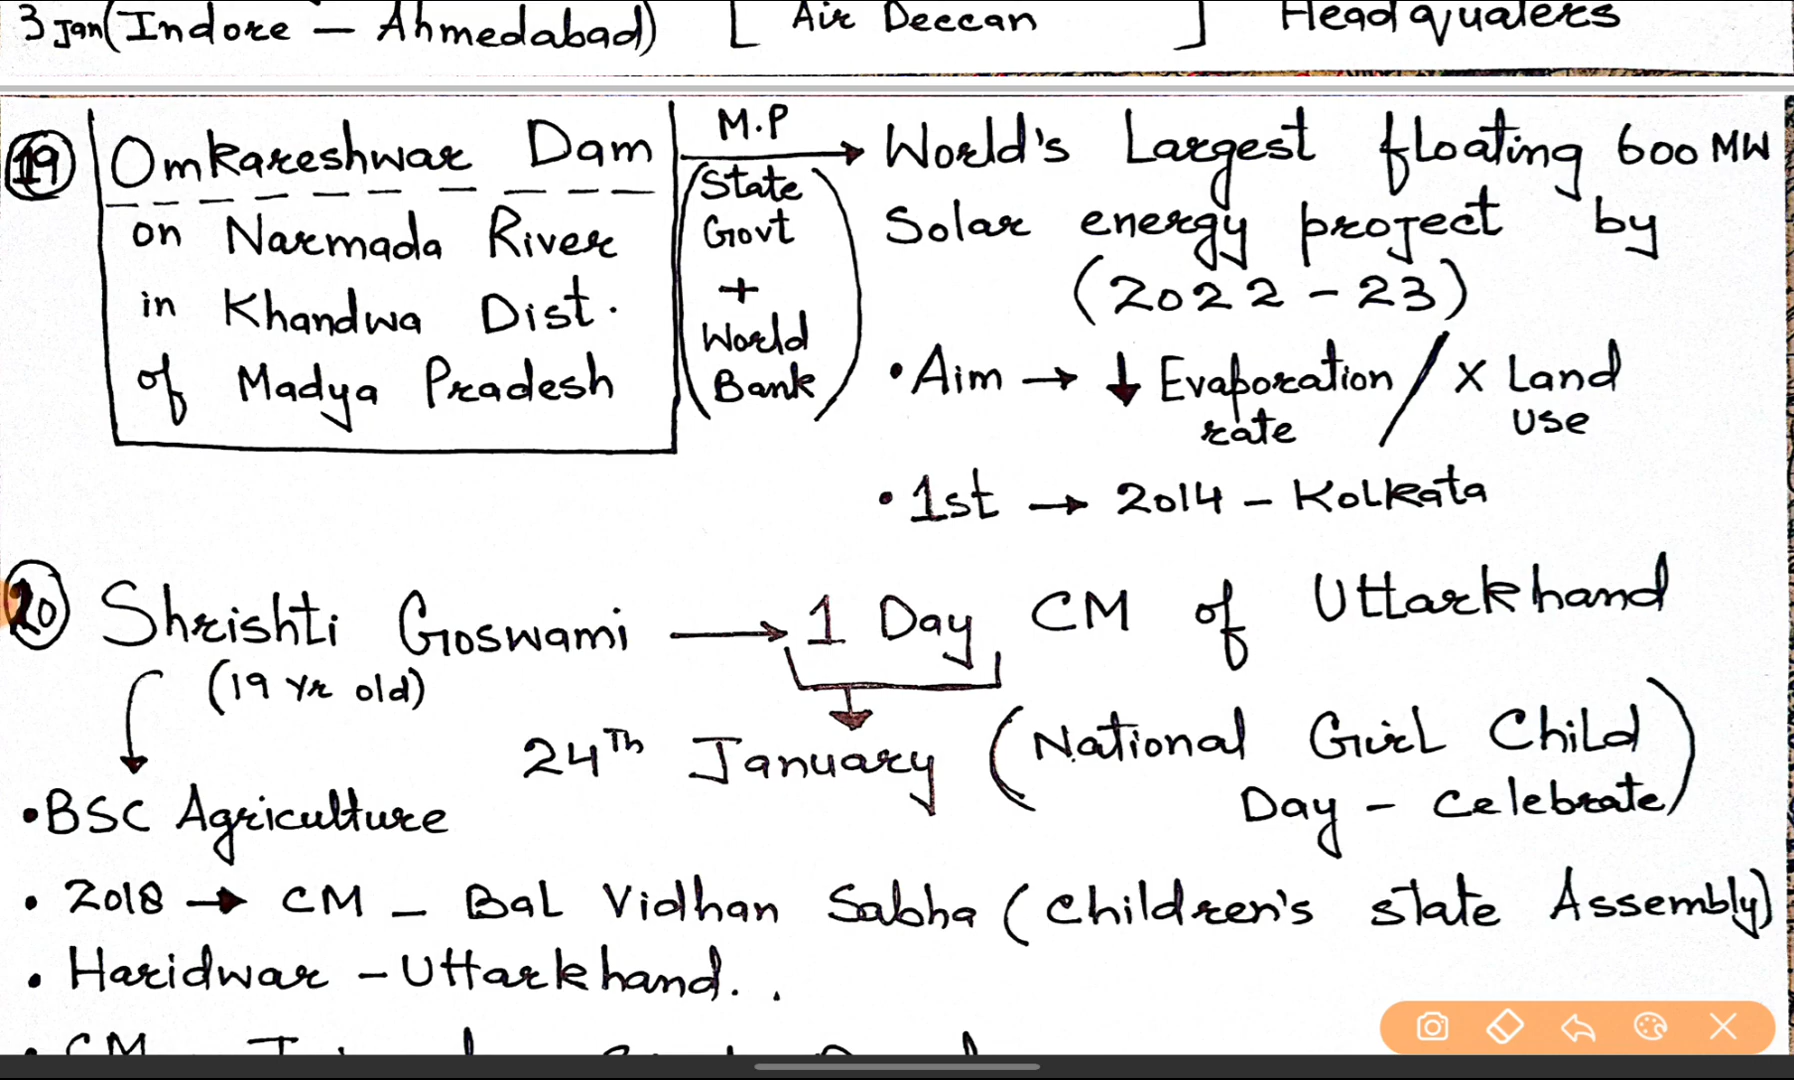 3 Jan (Indore – Ahmedabad) [ Air Deccan ] Headquaters
19 Omkareshwar Dam
on Narmada River
in Khandwa Dist.
of Madya Pradesh
M.P
(State
Govt
+
World
Bank)
→ World's Largest floating 600 MW
Solar energy project by
(2022-23)
• Aim → ↓ Evaporation rate / x Land use
• 1st → 2014 – Kolkata
20 Shrishti Goswami → 1 Day CM of Uttarkhand
(19 Yr old)
24Th January (National Girl Child
Day - celebrate)
• BSC Agriculture
• 2018 → CM – Bal Vidhan Sabha (children's state Assembly)
• Haridwar – Uttarkhand. .